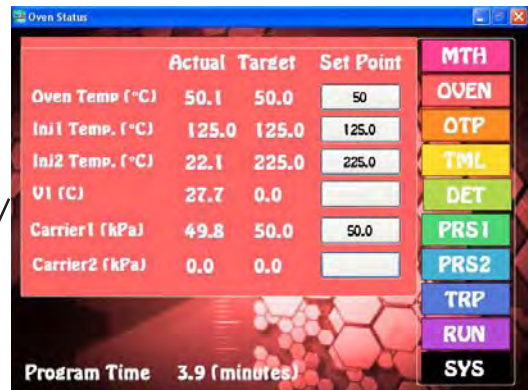 Oven Status
Actual Target Set Point
Oven Temp (°C) 50.1 50.0 50
Inj1 Temp. (°C) 125.0 125.0 125.0
Inj2 Temp. (°C) 22.1 225.0 225.0
V1 (C) 27.7 0.0
Carrier1 (kPa) 49.8 50.0 50.0
Carrier2 (kPa) 0.0 0.0
Program Time 3.9 (minutes)
MTH
OVEN
OTP
TML
DET
PRS1
PRS2
TRP
RUN
SYS